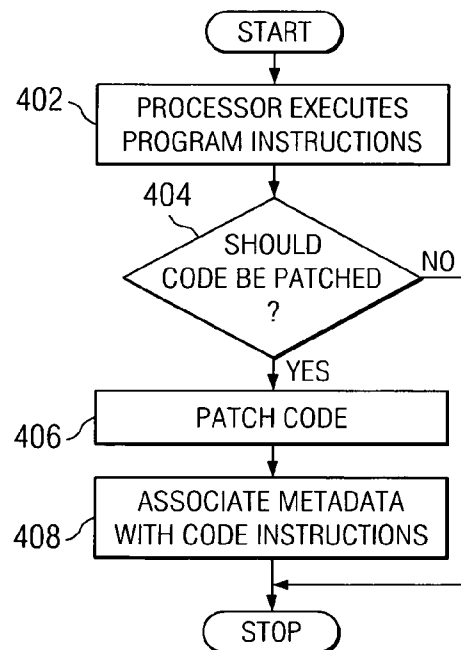 START
402
PROCESSOR EXECUTES
PROGRAM INSTRUCTIONS
404
SHOULD
CODE BE PATCHED
?
NO
YES
406
PATCH CODE
408
ASSOCIATE METADATA
WITH CODE INSTRUCTIONS
STOP